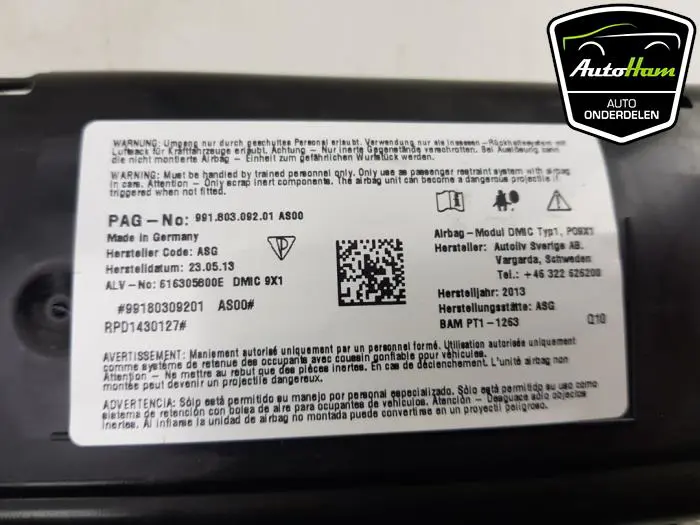 AutoHam
AUTO
ONDERDELEN
WARNUNG: Umgang nur durch geschultes Personal erlaubt. Verwendung nur als Insassen-Rückhaltesystem mit
Luftsack für Kraftfahrzeuge erlaubt. Achtung - Nur inerte Gegenstände verschrotten. Bei Auslösung kann
die nicht montierte Airbag - Einheit zum gefährlichen Wurfstück werden.
WARNING: Must be handled by trained personnel only. Only use as passenger restraint system with airbag
in cars. Attention - Only scrap inert components. The airbag unit can become a dangerous projectile if
triggered when not fitted.
PAG-No: 991.803.092.01 AS00
Made in Germany
Hersteller Code: ASG
Herstelldatum: 23.05.13
ALV-No: 616305800E DMIC 9X1
#99180309201 AS00#
RPD1430127#
Airbag-Modul DMIC Typ1, PO9X1
Hersteller: Autoliv Sverige AB.
Vargarda, Schweden
Tel.: +46 322 626200
Herstelljahr: 2013
Herstellungsstätte: ASG
BAM PT1-1263 Q10
AVERTISSEMENT: Maniement autorisé uniquement par un personnel formé. Utilisation autorisée uniquement
comme système de retenue des occupants avec coussin gonflable pour véhicules.
Attention - Ne mettre au rebut que des pièces inertes. En cas de déclenchement, L'unité airbag non
montée peut devenir un projectile dangereux.
ADVERTENCIA: Sólo está permitido su manejo por personal especializado. Sólo está permitido su uso como
sistema de retención con bolsa de aire para ocupantes de vehículos. Atención - Desguace sólo objetos
inertes. Al inflarse la unidad de airbag no montada puede convertirse en un proyectil peligroso.